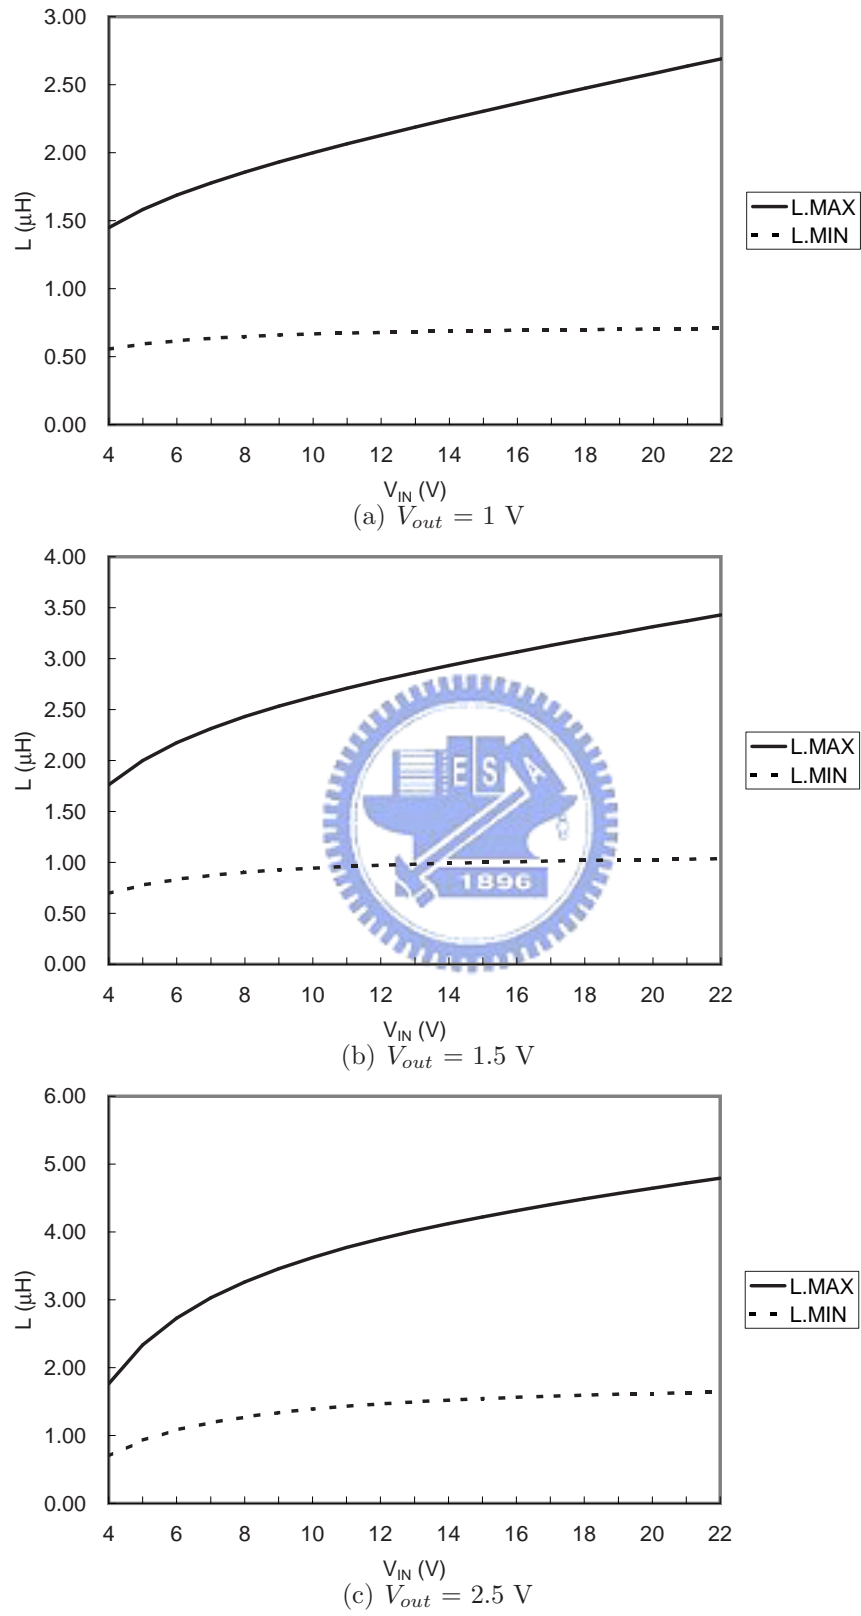 3.00
2.50
2.00
1.50
1.00
0.50
0.00
L (μH)
4 6 8 10 12 14 16 18 20 22
V_IN (V)
L.MAX
L.MIN
(a) V_out = 1 V
4.00
3.50
3.00
2.50
2.00
1.50
1.00
0.50
0.00
L (μH)
4 6 8 10 12 14 16 18 20 22
V_IN (V)
L.MAX
L.MIN
E S A
1896
(b) V_out = 1.5 V
6.00
5.00
4.00
3.00
2.00
1.00
0.00
L (μH)
4 6 8 10 12 14 16 18 20 22
V_IN (V)
L.MAX
L.MIN
(c) V_out = 2.5 V